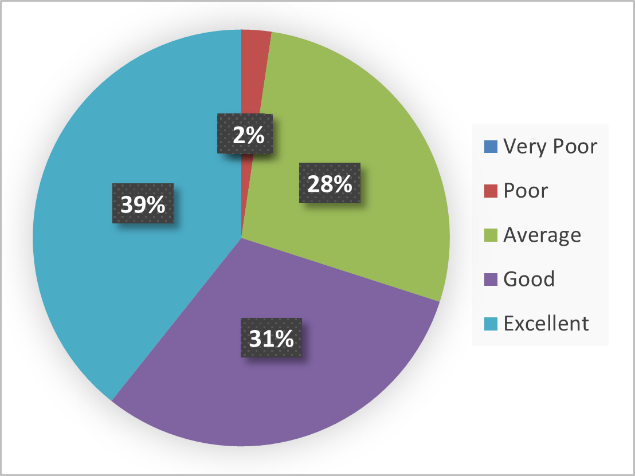 2%
28%
39%
31%
Very Poor
Poor
Average
Good
Excellent